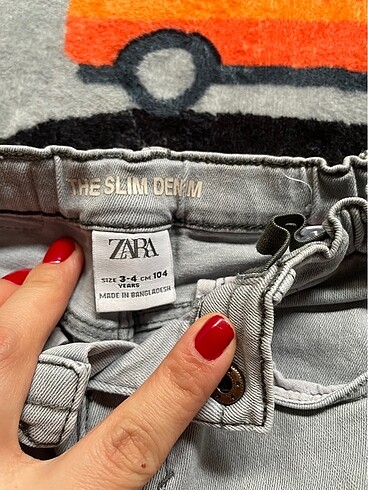 THE SLIM DENIM
ZARA
SIZE 3-4 CM 104
YEARS
MADE IN BANGLADESH